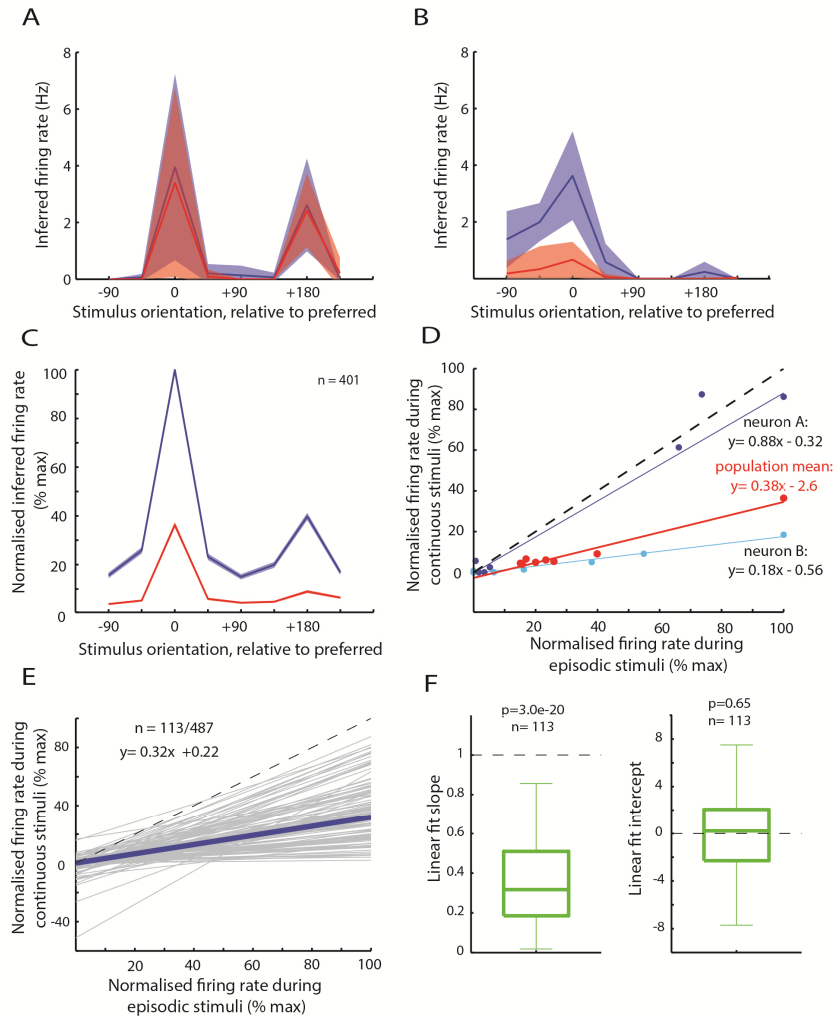 A
B
8
6
4
2
0
Inferred firing rate (Hz)
-90
0
+90
+180
Stimulus orientation, relative to preferred
8
6
4
2
Inferred firing rate (Hz)
-90
0
+90
+180
Stimulus orientation, relative to preferred
C
D
100
80
60
40
20
0
Normalised inferred firing rate
(% max)
n = 401
-90
0
+90
+180
Stimulus orientation, relative to preferred
100
80
60
40
20
0
Normalised firing rate during
continuous stimuli (% max)
neuron A:
y= 0.88x - 0.32
population mean:
y= 0.38x - 2.6
neuron B:
y= 0.18x - 0.56
20
40
60
80
100
Normalised firing rate during
episodic stimuli (% max)
E
F
80
40
0
-40
Normalised firing rate during
continuous stimuli (% max)
n = 113/487
y= 0.32x +0.22
20
40
60
80
100
Normalised firing rate during
episodic stimuli (% max)
p=3.0e-20
n= 113
1
0.8
0.6
0.4
0.2
0
Linear fit slope
p=0.65
n= 113
8
4
0
-4
-8
Linear fit intercept